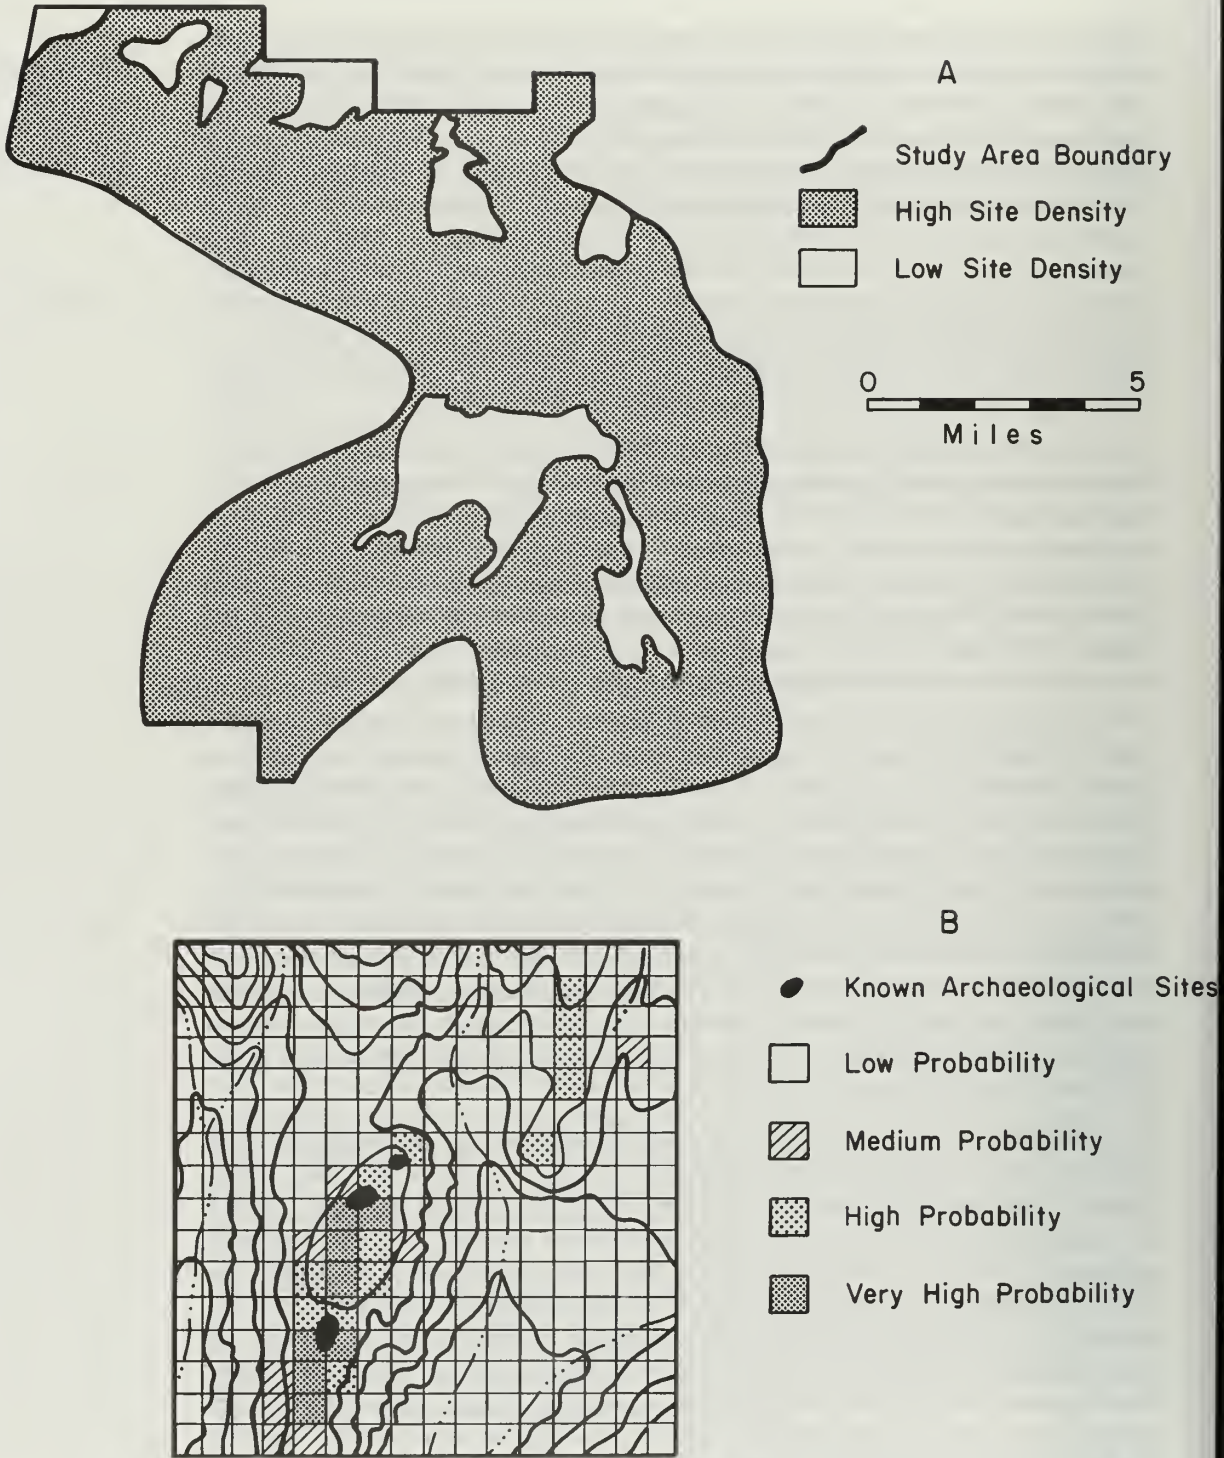 A
Study Area Boundary
High Site Density
Low Site Density
0 5
Miles
B
Known Archaeological Sites
Low Probability
Medium Probability
High Probability
Very High Probability